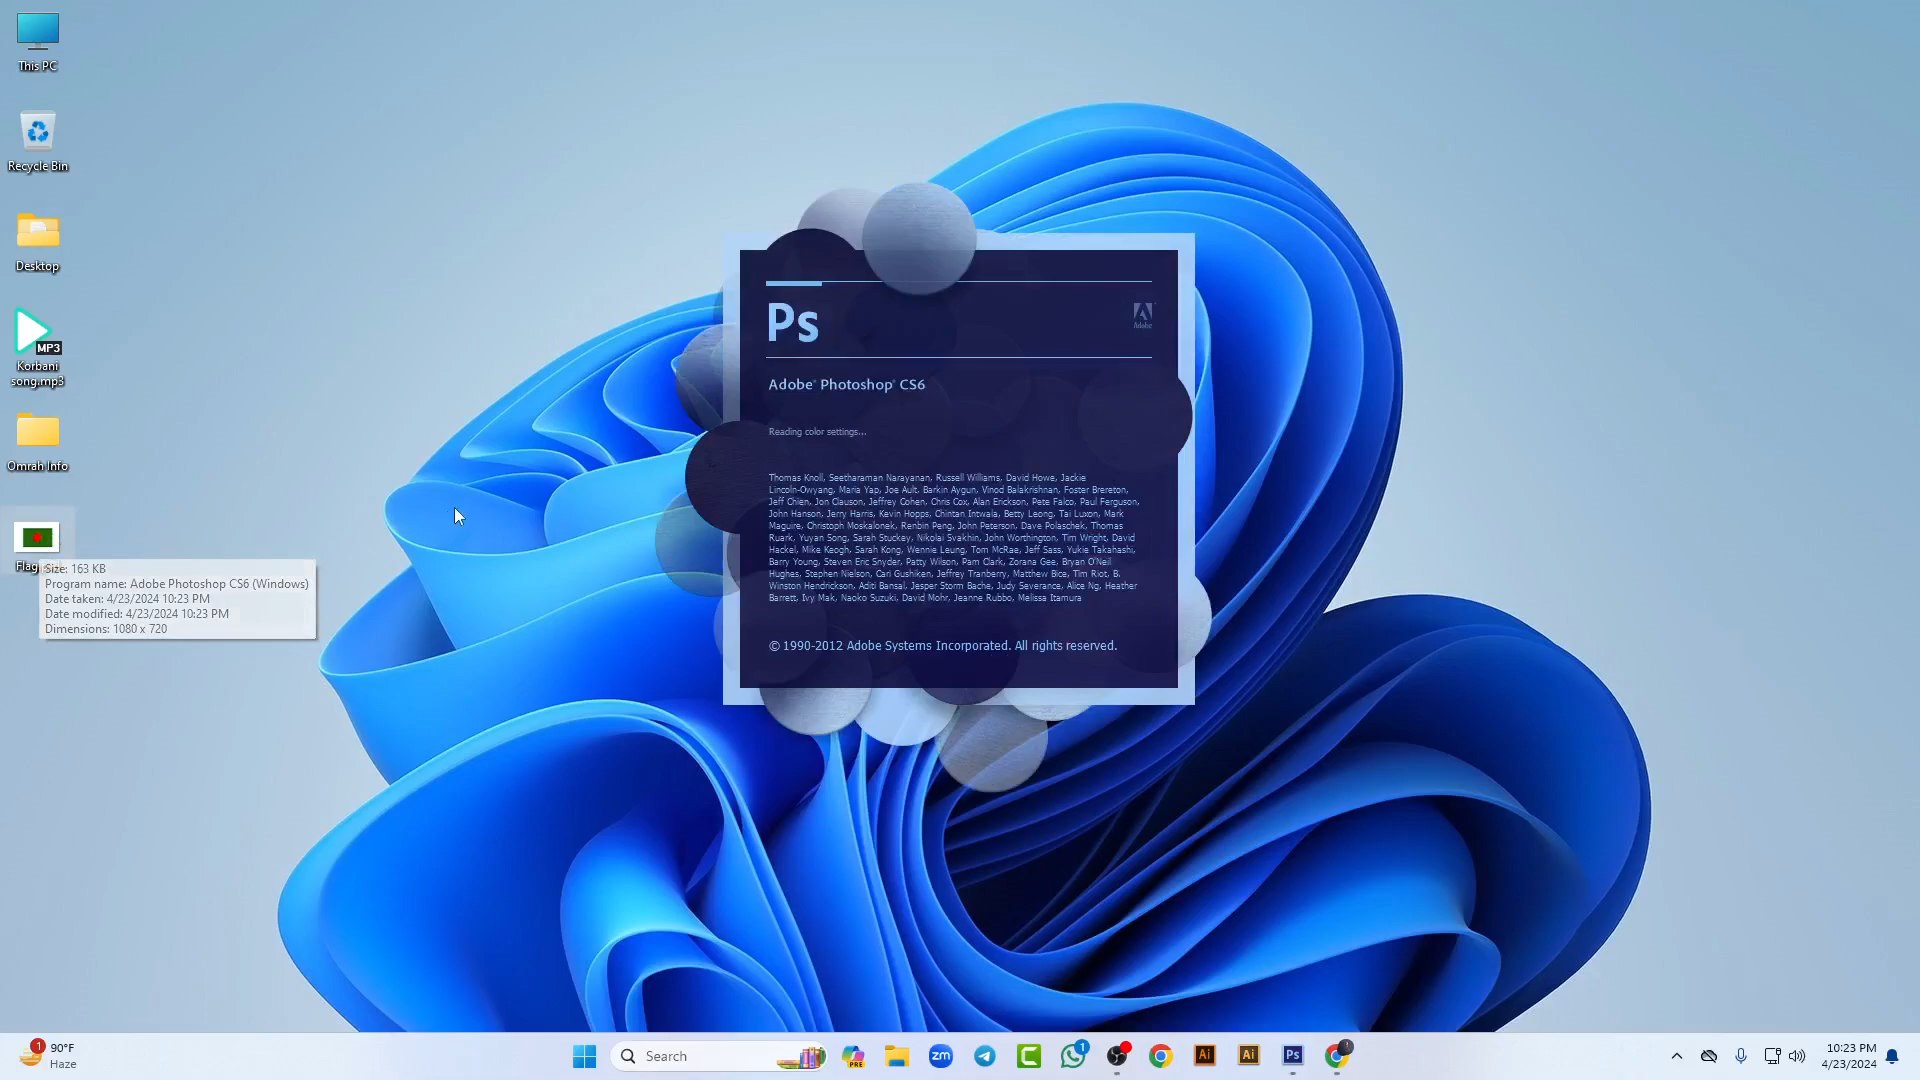 This PC
Recycle Bin
Desktop
MP3
Korbani
song.mp3
Omrah Info
Flag
Size: 163 KB
Program name: Adobe Photoshop CS6 (Windows)
Date taken: 4/23/2024 10:23 PM
Date modified: 4/23/2024 10:23 PM
Dimensions: 1080 x 720
Ps
Adobe
Adobe® Photoshop® CS6
Reading color settings...
Thomas Knoll, Seetharaman Narayanan, Russell Williams, David Howe, Jackie
Lincoln-Owyang, Maria Yap, Joe Ault, Barkin Aygun, Vinod Balakrishnan, Foster Brereton,
Jeff Chien, Jon Clauson, Jeffrey Cohen, Chris Cox, Alan Erickson, Pete Falco, Paul Ferguson,
John Hanson, Jerry Harris, Kevin Hopps, Chintan Intwala, Betty Leong, Tai Luxon, Mark
Maguire, Christoph Moskalonek, Renbin Peng, John Peterson, Dave Polaschek, Thomas
Ruark, Yuyan Song, Sarah Stuckey, Nikolai Svakhin, John Worthington, Tim Wright, David
Hackel, Mike Keogh, Sarah Kong, Wennie Leung, Tom McRae, Jeff Sass, Yukie Takahashi,
Barry Young, Steven Eric Snyder, Patty Wilson, Pam Clark, Zorana Gee, Bryan O'Neil
Hughes, Stephen Nielson, Cari Gushiken, Jeffrey Tranberry, Matthew Bice, Tim Riot, B.
Winston Hendrickson, Aditi Bansal, Jesper Storm Bache, Judy Severance, Alice Ng, Heather
Barrett, Ivy Mak, Naoko Suzuki, David Mohr, Jeanne Rubbo, Melissa Itamura
© 1990-2012 Adobe Systems Incorporated. All rights reserved.
1
90°F
Haze
Search
PRE
zm
1
Ai
Ai
Ps
10:23 PM
4/23/2024